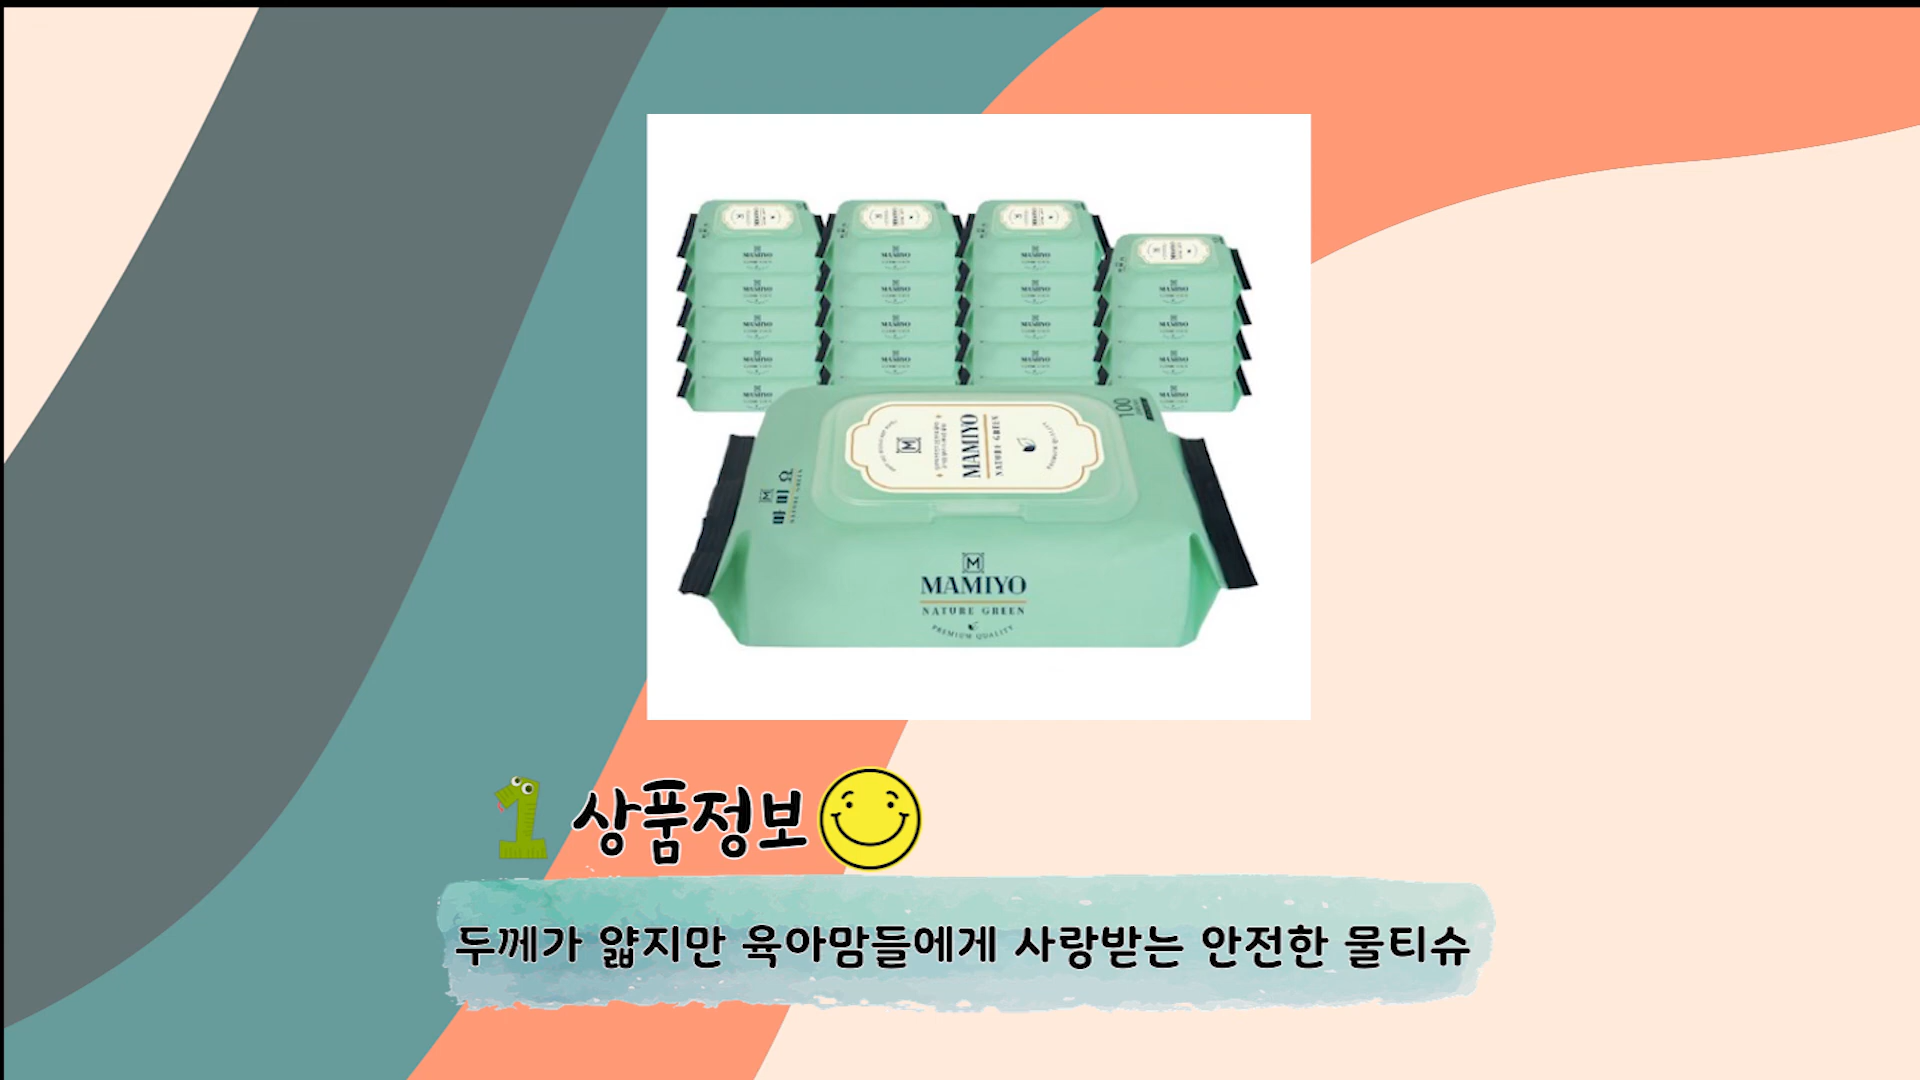 MAMIYO
NATURE GREEN
100
마미요
NATURE GREEN
MAMIYO
NATURE GREEN
PREMIUM QUALITY
1 상품정보
두께가 얇지만 육아맘들에게 사랑받는 안전한 물티슈